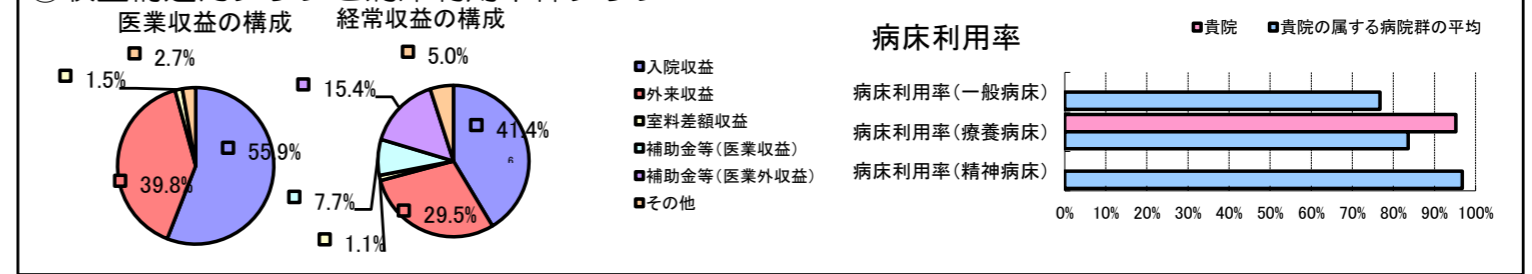 医業収益の構成
2.7%
1.5%
55.9%
39.8%
経常収益の構成
5.0%
15.4%
41.4%
7.7%
29.5%
1.1%
入院収益
外来収益
室料差額収益
補助金等(医業収益)
補助金等(医業外収益)
その他
病床利用率
貴院
貴院の属する病院群の平均
病床利用率(一般病床)
病床利用率(療養病床)
病床利用率(精神病床)
0% 10% 20% 30% 40% 50% 60% 70% 80% 90% 100%